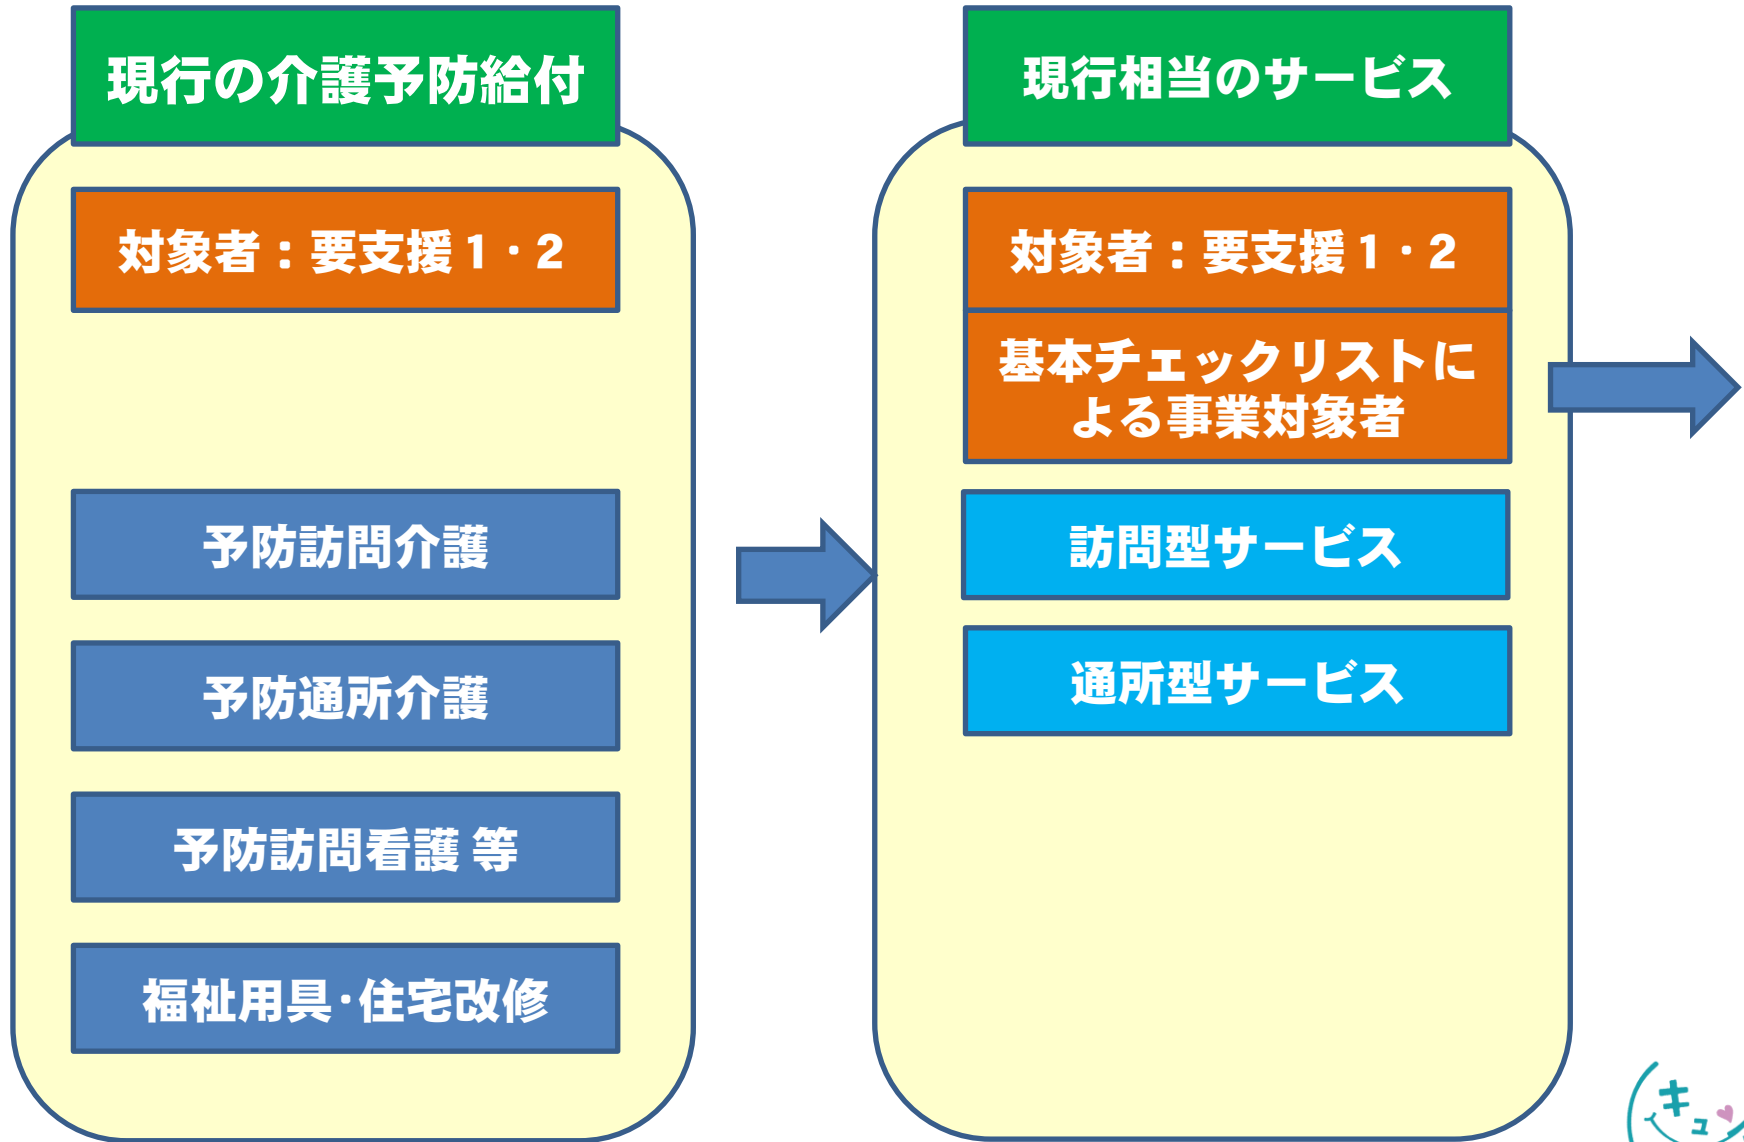 現行の介護予防給付
対象者：要支援１・２
予防訪問介護
予防通所介護
予防訪問看護 等
福祉用具・住宅改修
現行相当のサービス
対象者：要支援１・２
基本チェックリストに
よる事業対象者
訪問型サービス
通所型サービス
キュ